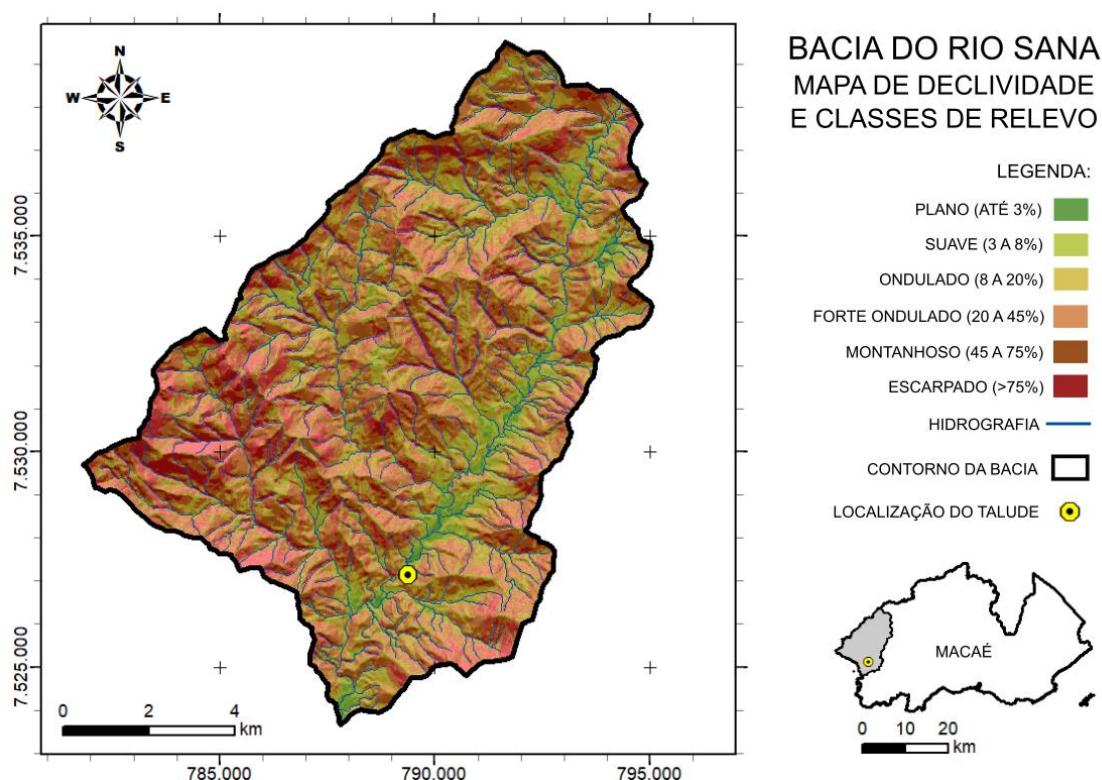 BACIA DO RIO SANA
MAPA DE DECLIVIDADE
E CLASSES DE RELEVO
LEGENDA:
PLANO (ATÉ 3%)
SUAVE (3 A 8%)
ONDULADO (8 A 20%)
FORTE ONDULADO (20 A 45%)
MONTANHOSO (45 A 75%)
ESCARPADO (>75%)
HIDROGRAFIA
CONTORNO DA BACIA
LOCALIZAÇÃO DO TALUDE
MACAÉ
0 10 20
km
N
W E
S
7.535.000
7.530.000
7.525.000
0 2 4
km
785.000 790.000 795.000